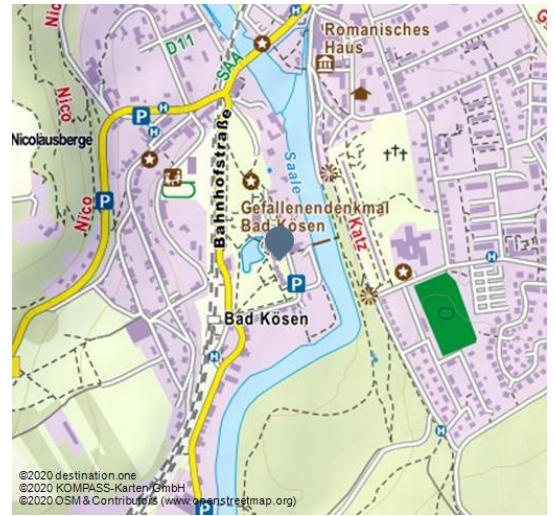 Romanisches
Haus
D11
SAA
H
Nico
P
H
Nicolausberge
Bahnhofstraße
Saale
P
Nico
Gefallenendenkmal
Bad Kösen
Katz
H
P
Bad Kösen
H
H
P
©2020 destination.one
©2020 KOMPASS-Karten GmbH
©2020 OSM & Contributors (www.openstreetmap.org)